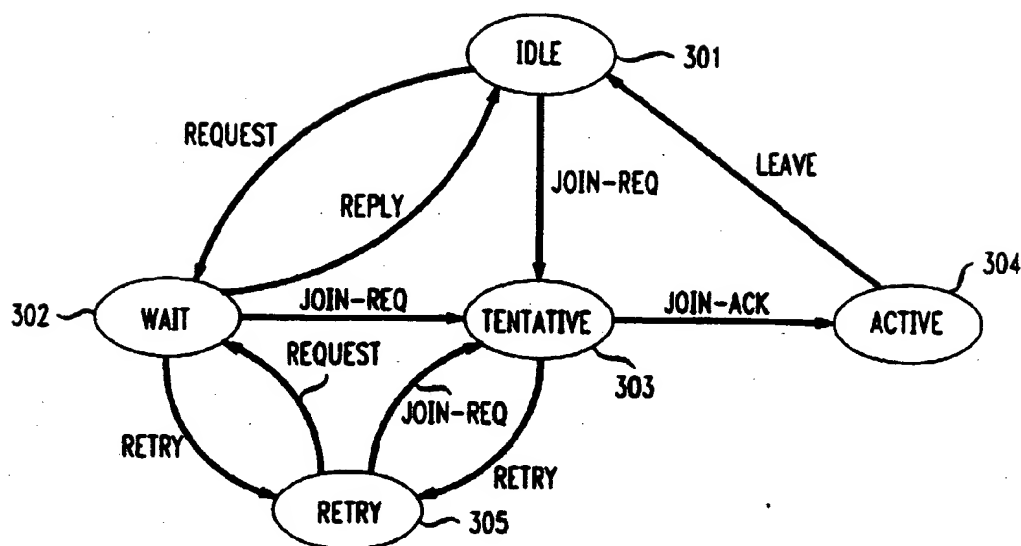 IDLE
301
REQUEST
REPLY
JOIN-REQ
LEAVE
304
302
WAIT
JOIN-REQ
TENTATIVE
JOIN-ACK
ACTIVE
303
REQUEST
JOIN-REQ
RETRY
RETRY
RETRY
305